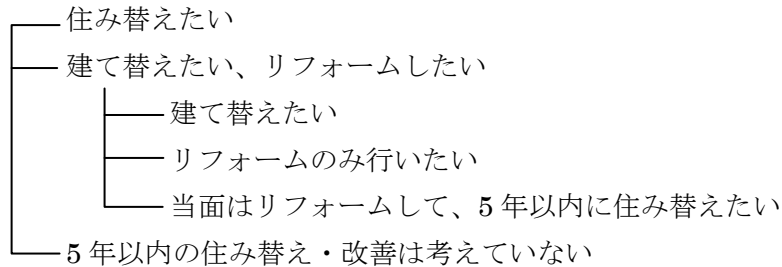 住み替えたい
建て替えたい、リフォームしたい
建て替えたい
リフォームのみ行いたい
当面はリフォームして、5年以内に住み替えたい
5年以内の住み替え・改善は考えていない